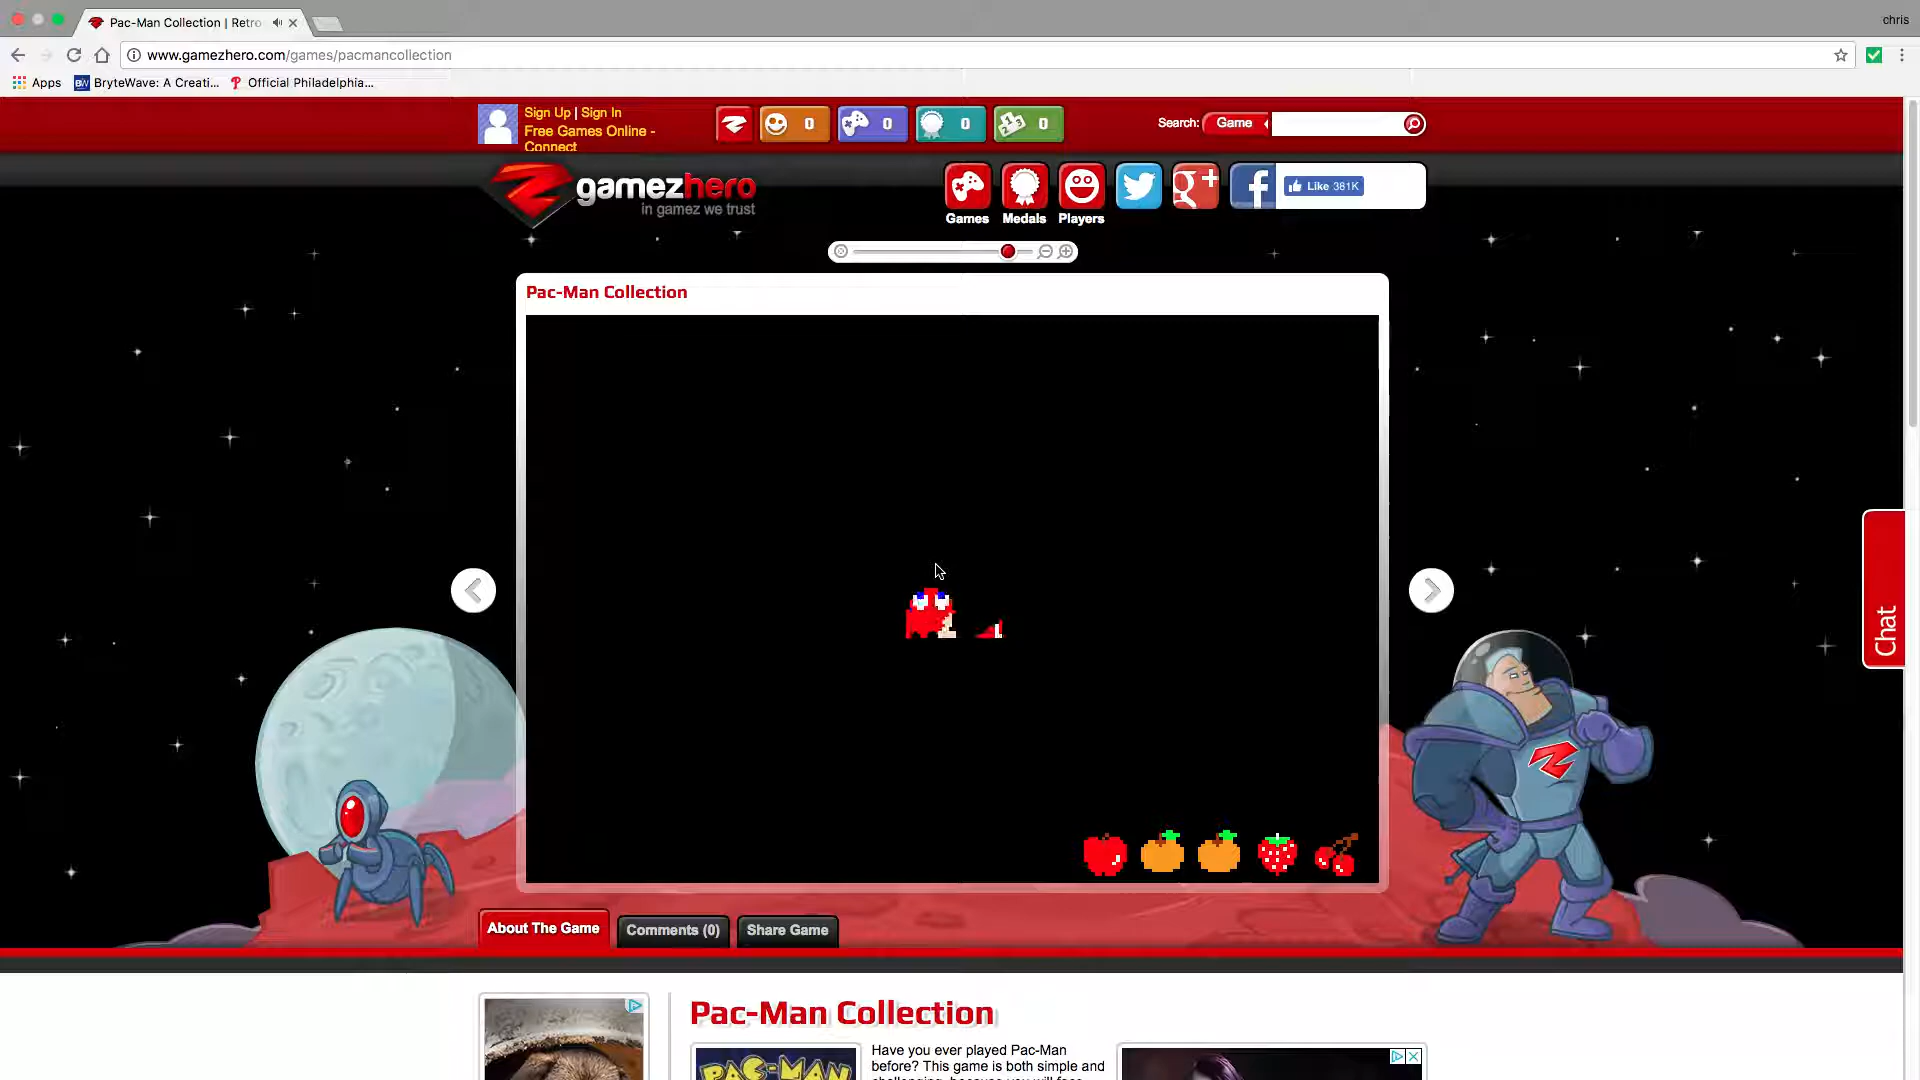 Pac-Man Collection | Retro
chris
www.gamezhero.com/games/pacmancollection
Apps
BryteWave: A Creati...
Official Philadelphia...
Sign Up | Sign In
Free Games Online -
Connect
0
0
0
0
Search:
Game
gamezhero
in gamez we trust
Games
Medals
Players
Like 381K
Pac-Man Collection
Chat
About The Game
Comments (0)
Share Game
Pac-Man Collection
PAC-MAN
Have you ever played Pac-Man
before? This game is both simple and